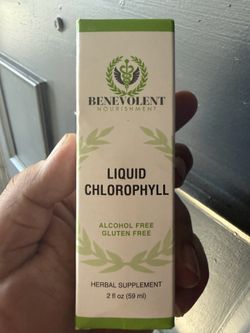 BENEVOLENT
NOURISHMENT
LIQUID
CHLOROPHYLL
ALCOHOL FREE
GLUTEN FREE
HERBAL SUPPLEMENT
2 fl oz (59 ml)